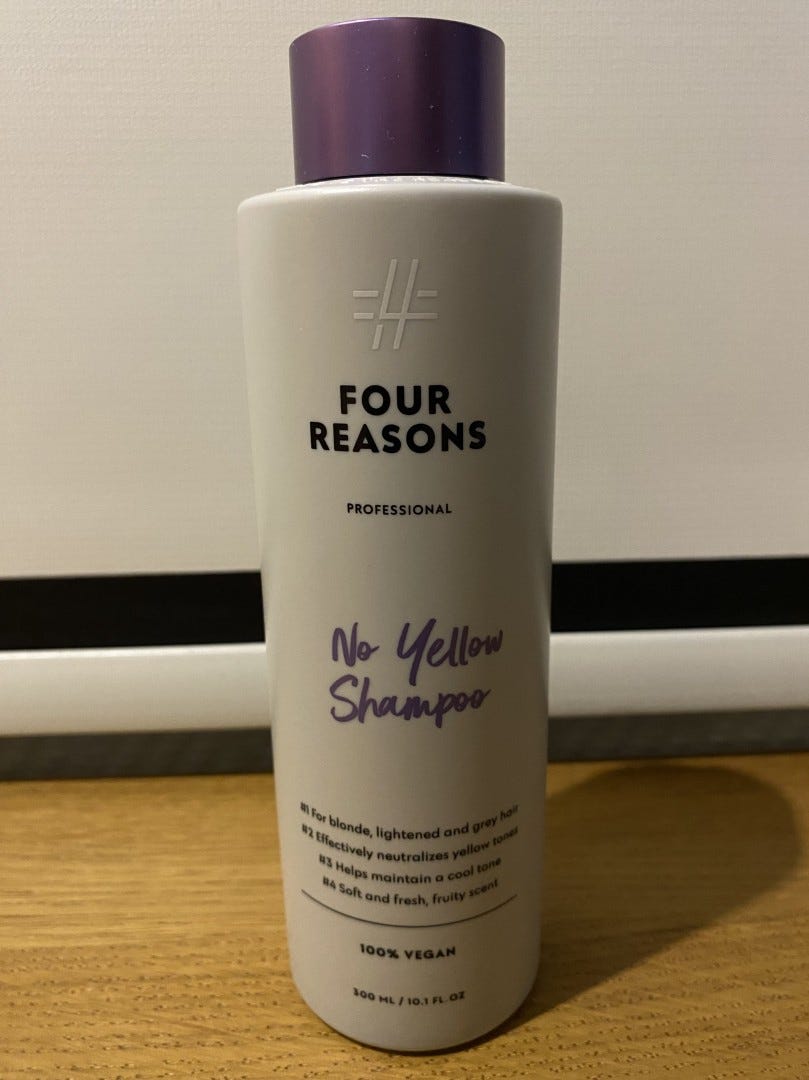 FOUR
REASONS
PROFESSIONAL
No Yellow
Shampoo
#1 For blonde, lightened and grey hair
#2 Effectively neutralizes yellow tones
#3 Helps maintain a cool tone
#4 Soft and fresh, fruity scent
100% VEGAN
300 ML / 10.1 FL.OZ